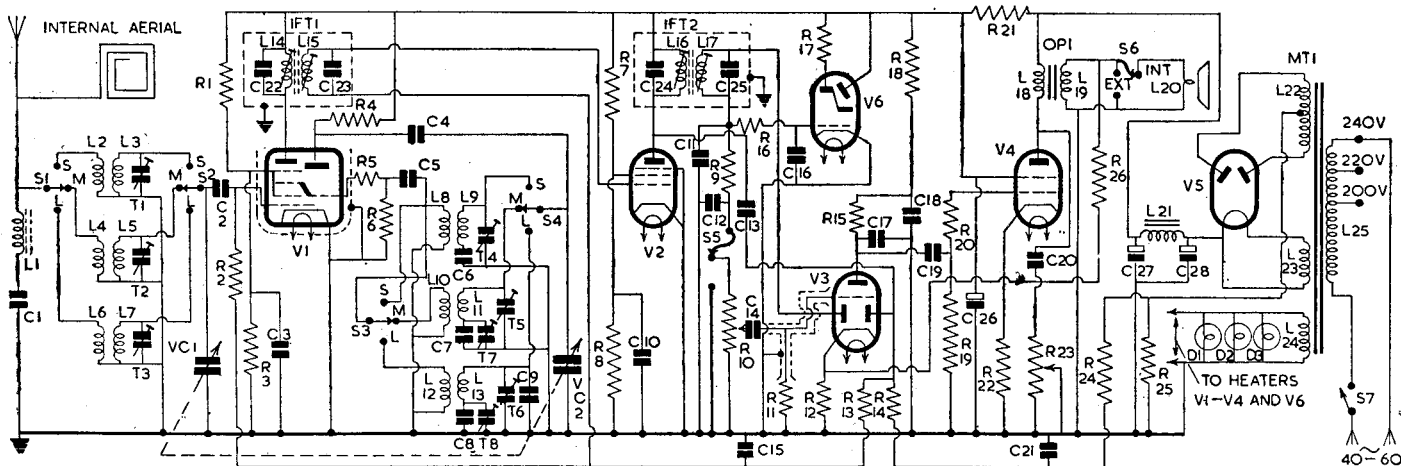 INTERNAL AERIAL
IFT1
L14 L15
C22 C23
R1
R4
C4
L2 L3
S
S1 M
L
T1
S
M S2
L
C2
L4 L5
T2
L6 L7
T3
L1
C1
VC1
R2
R3
C3
V1
R5
C5
R6
L8 L9
S
M
L
S4
T4
C6
L10
L11
S
M
L
S3
T5
C7 T7
L12
L13
T6
C9
C8 T8
VC2
R7
R8
C10
IFT2
L16 L17
C24 C25
V2
C11
R9
C12
S5
R10
C13
R16
C16
R17
V6
R18
R15
C17
C18
C19
V3
C14
R11
R12
R13
R14
C15
R20
R19
C26
R21
V4
R22
C20
R23
C21
OP1
L18
L19
S6
EXT
INT
L20
R26
R24
R25
L21
C27 C28
V5
MT1
L22
L23
L24
L25
D1 D2 D3
TO HEATERS
V1-V4 AND V6
240V
220V
200V
S7
40~60